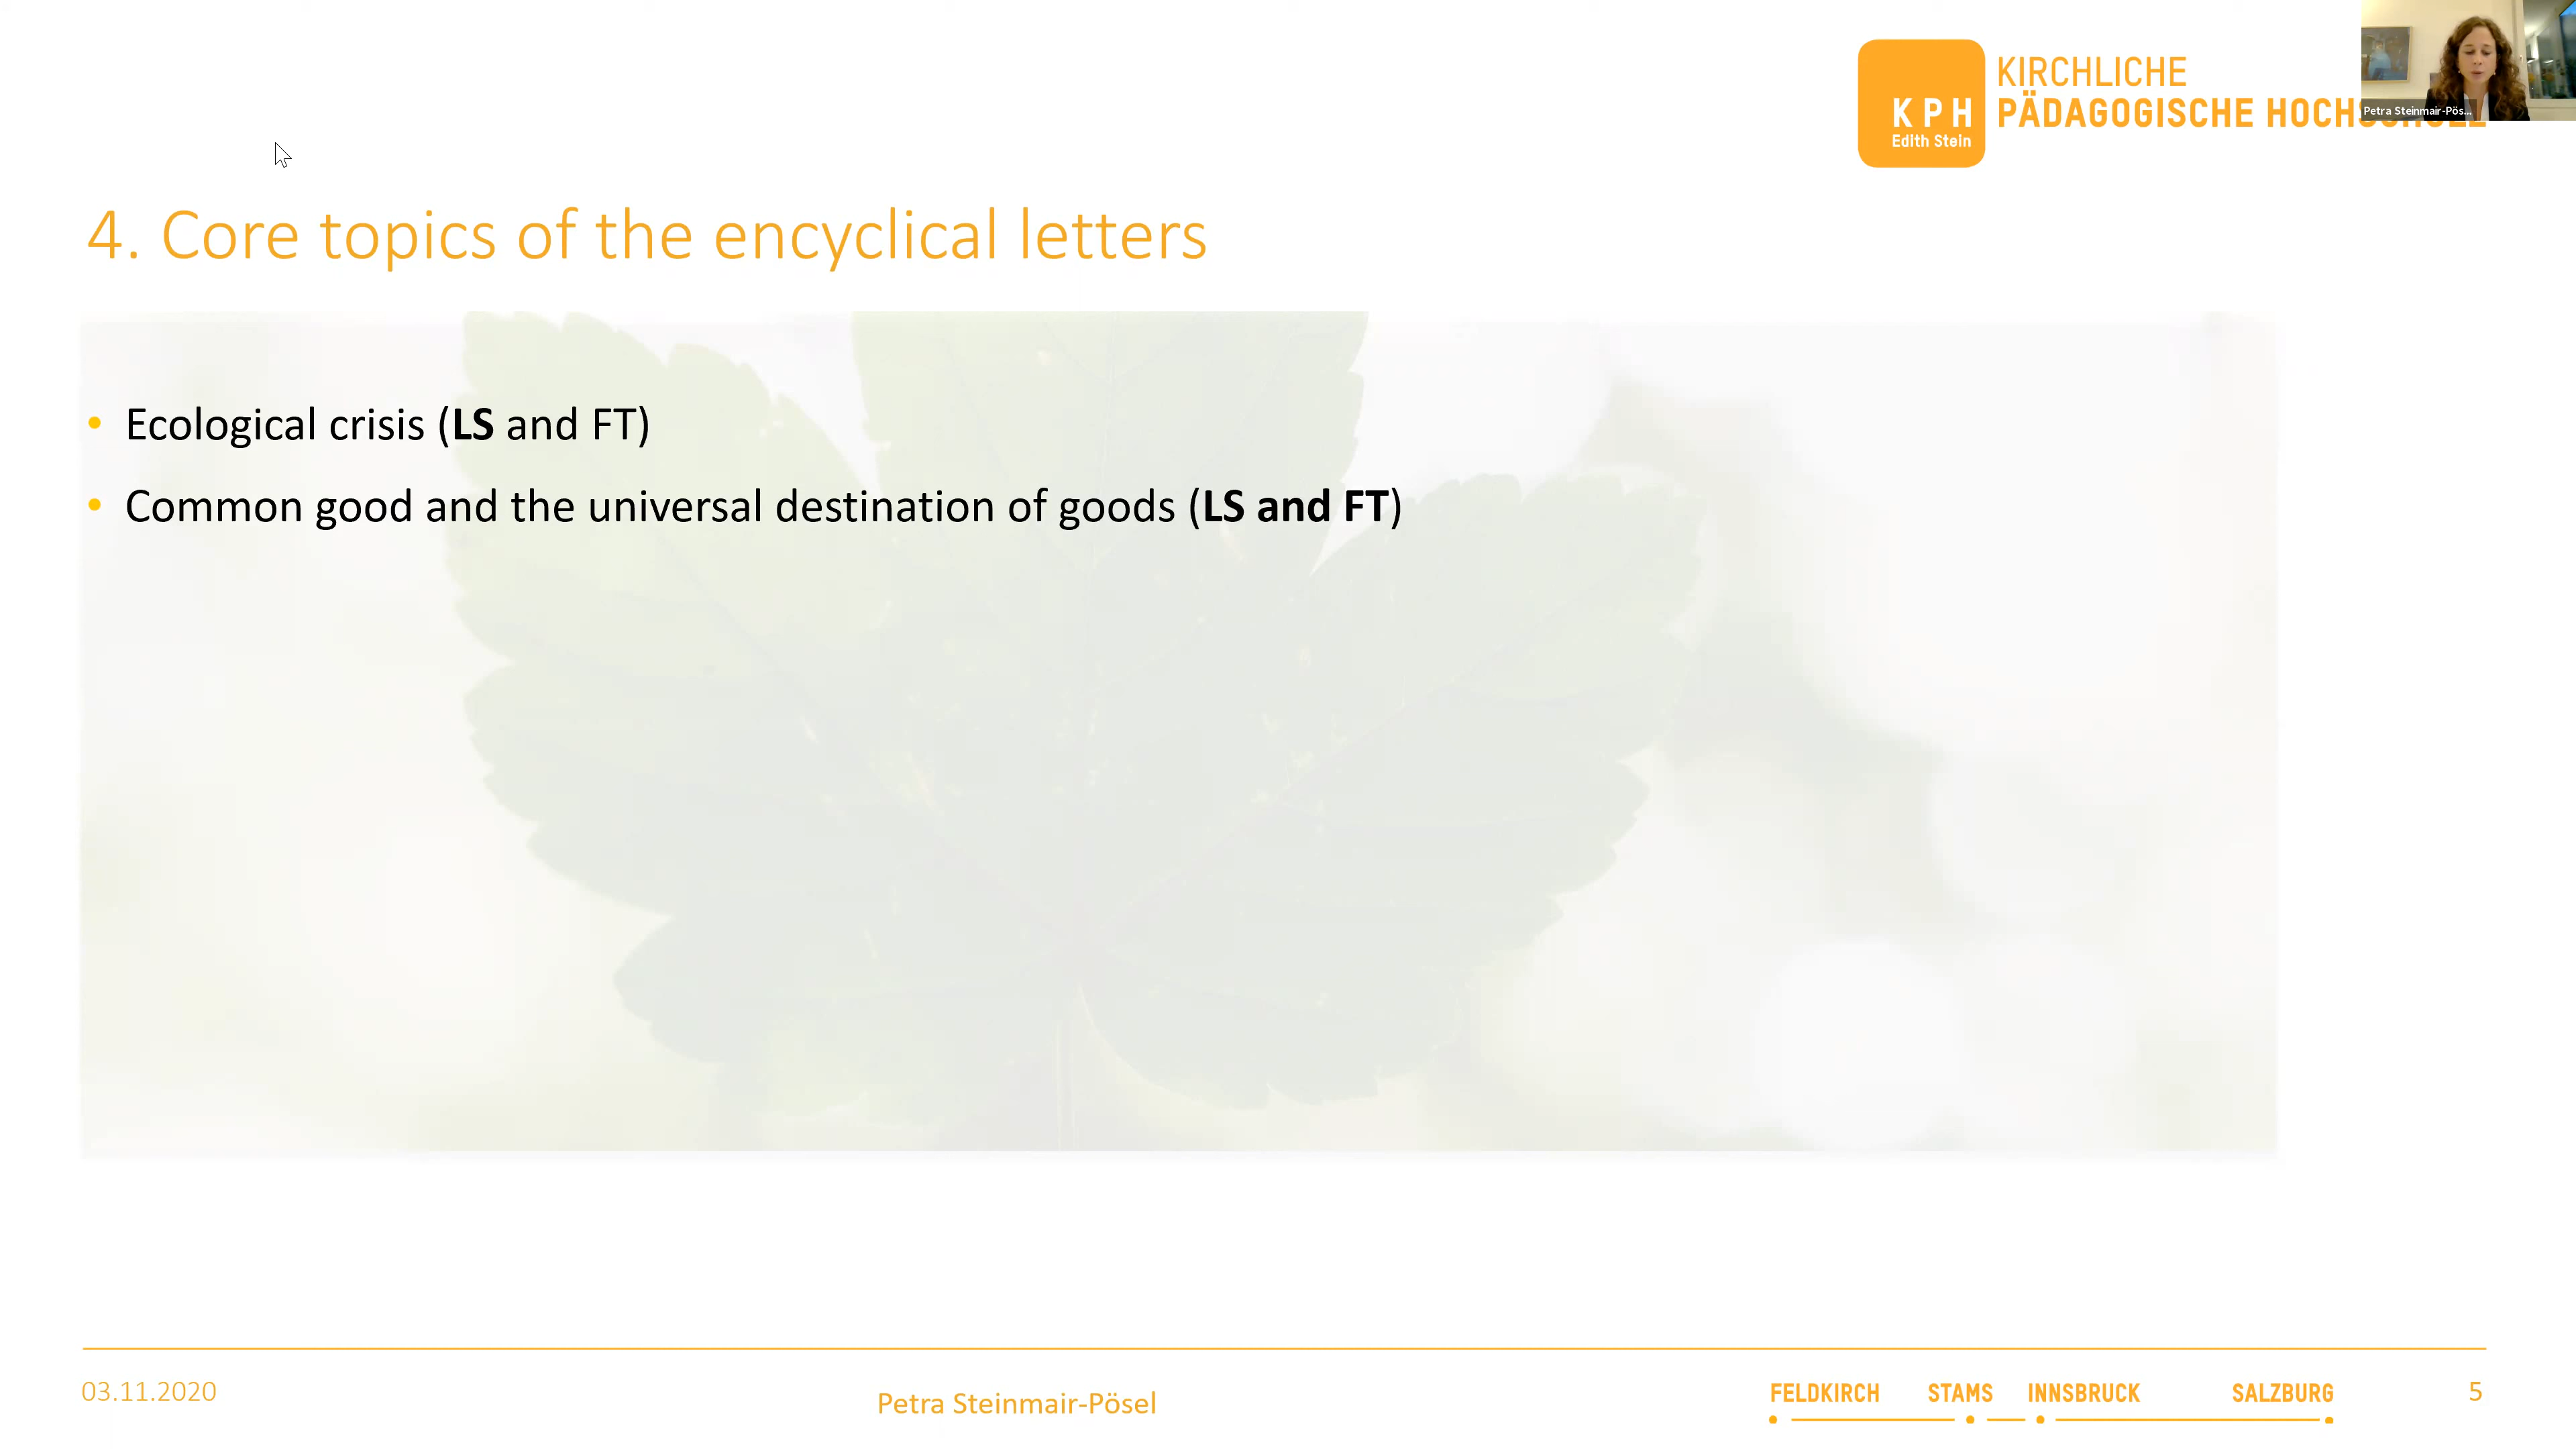 KPH
Edith Stein
KIRCHLICHE
PÄDAGOGISCHE
Petra Steinmair-Pös...
4. Core topics of the encyclical letters
• Ecological crisis (LS and FT)
• Common good and the universal destination of goods (LS and FT)
03.11.2020
Petra Steinmair-Pösel
FELDKIRCH STAMS INNSBRUCK SALZBURG
5